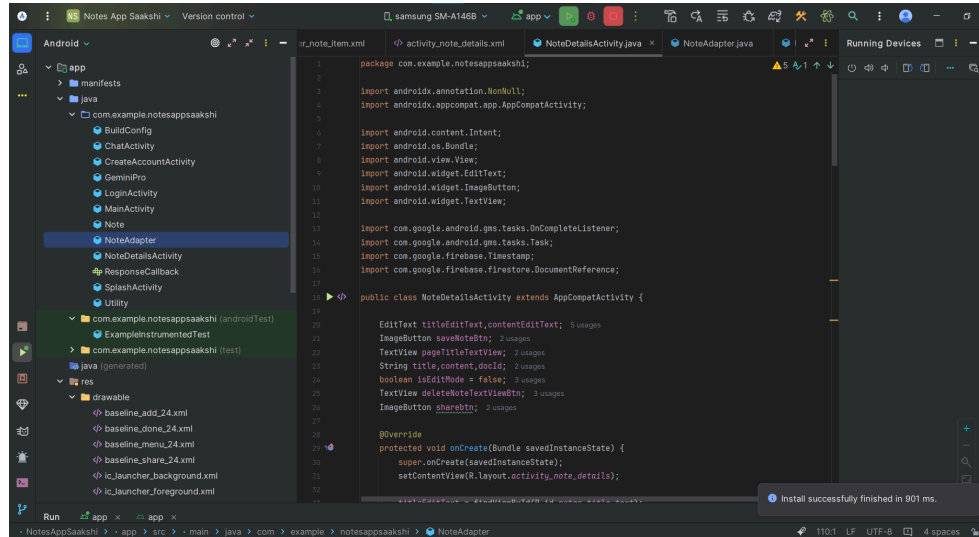 NS Notes App Saakshi Version control samsung SM-A146B app
Android
er_note_item.xml activity_note_details.xml NoteDetailsActivity.java NoteAdapter.java
Running Devices
app
manifests
java
com.example.notesappsaakshi
BuildConfig
ChatActivity
CreateAccountActivity
GeminiPro
LoginActivity
MainActivity
Note
NoteAdapter
NoteDetailsActivity
ResponseCallback
SplashActivity
Utility
com.example.notesappsaakshi (androidTest)
ExampleInstrumentedTest
com.example.notesappsaakshi (test)
java (generated)
res
drawable
baseline_add_24.xml
baseline_done_24.xml
baseline_menu_24.xml
baseline_share_24.xml
ic_launcher_background.xml
ic_launcher_foreground.xml
5 1
1 package com.example.notesappsaakshi;
2
3 import androidx.annotation.NonNull;
4 import androidx.appcompat.app.AppCompatActivity;
5
6 import android.content.Intent;
7 import android.os.Bundle;
8 import android.view.View;
9 import android.widget.EditText;
10 import android.widget.ImageButton;
11 import android.widget.TextView;
12
13 import com.google.android.gms.tasks.OnCompleteListener;
14 import com.google.android.gms.tasks.Task;
15 import com.google.firebase.Timestamp;
16 import com.google.firebase.firestore.DocumentReference;
17
18 public class NoteDetailsActivity extends AppCompatActivity {
19
20 EditText titleEditText,contentEditText; 5 usages
21 ImageButton saveNoteBtn; 2 usages
22 TextView pageTitleTextView; 2 usages
23 String title,content,docId; 2 usages
24 boolean isEditMode = false; 3 usages
25 TextView deleteNoteTextViewBtn; 3 usages
26 ImageButton sharebtn; 2 usages
27
28 @Override
29 protected void onCreate(Bundle savedInstanceState) {
30 super.onCreate(savedInstanceState);
31 setContentView(R.layout.activity_note_details);
32
Install successfully finished in 901 ms.
Run app app
NotesAppSaakshi > app > src > main > java > com > example > notesappsaakshi > NoteAdapter
110:1 LF UTF-8 4 spaces